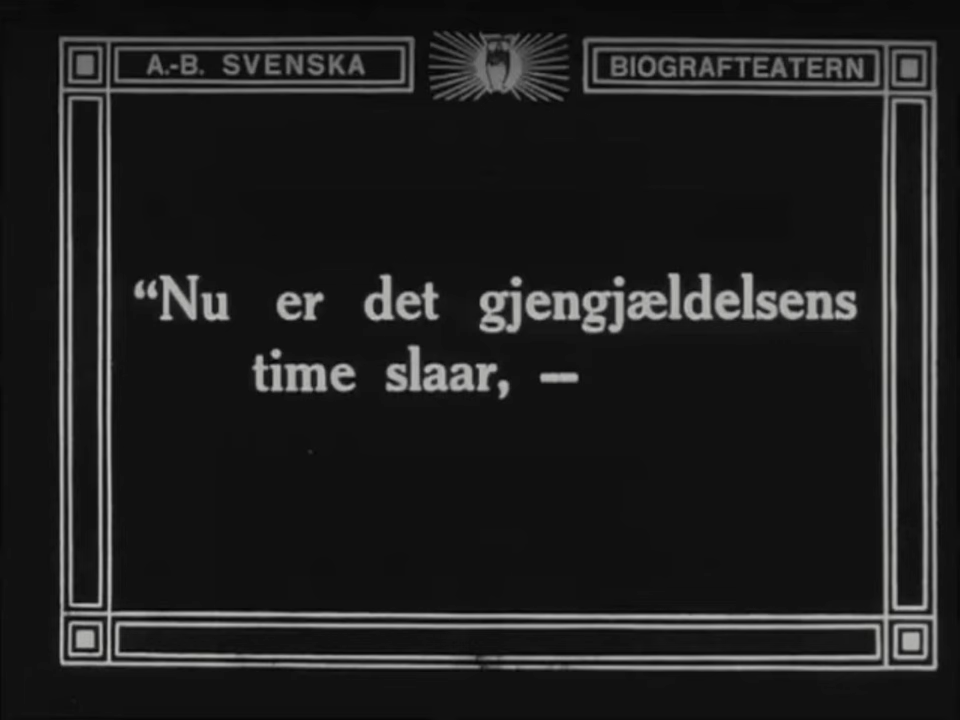 A.-B. SVENSKA BIOGRAFTEATERN
“Nu er det gjengjældelsens
time slaar, —